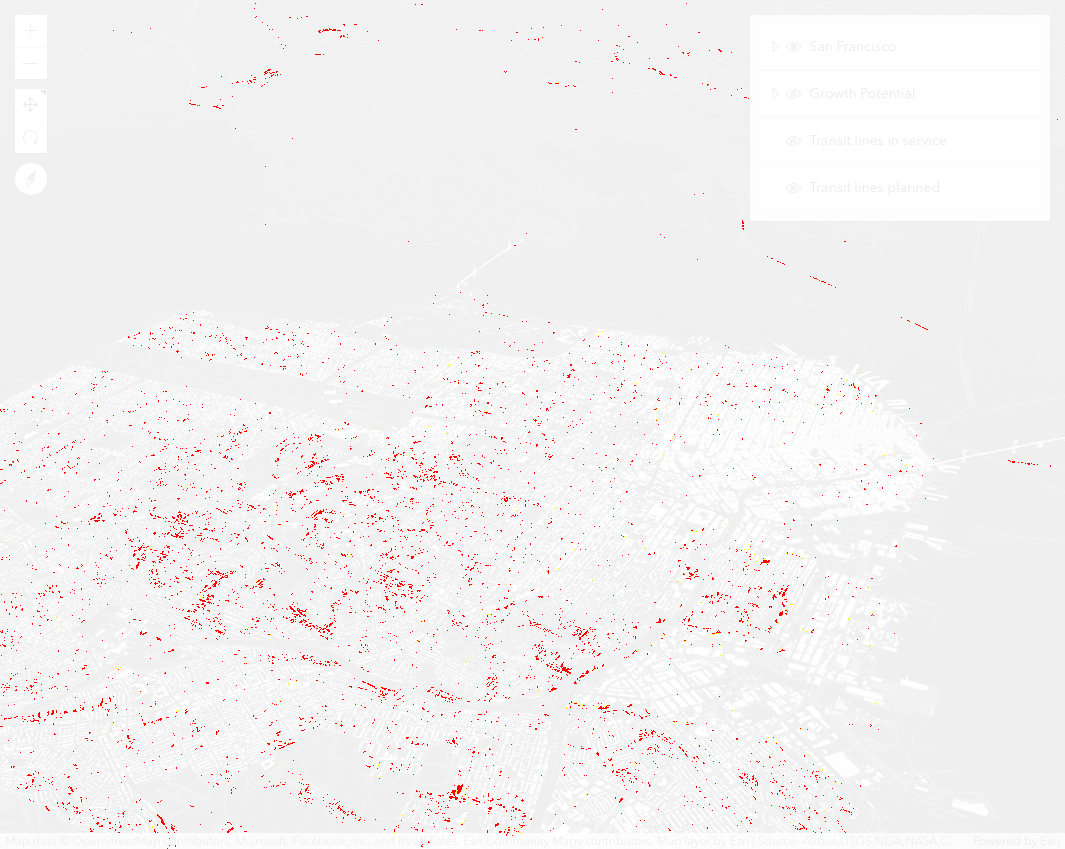 San Francisco
Growth Potential
Transit lines in service
Transit lines planned
Map data © OpenStreetMap contributors, Microsoft, Facebook, Inc. and its affiliates, Esri Community Maps contributors, Map layer by Esri | Source: Airbus,USGS,NGA,NASA,C... Powered by Esri